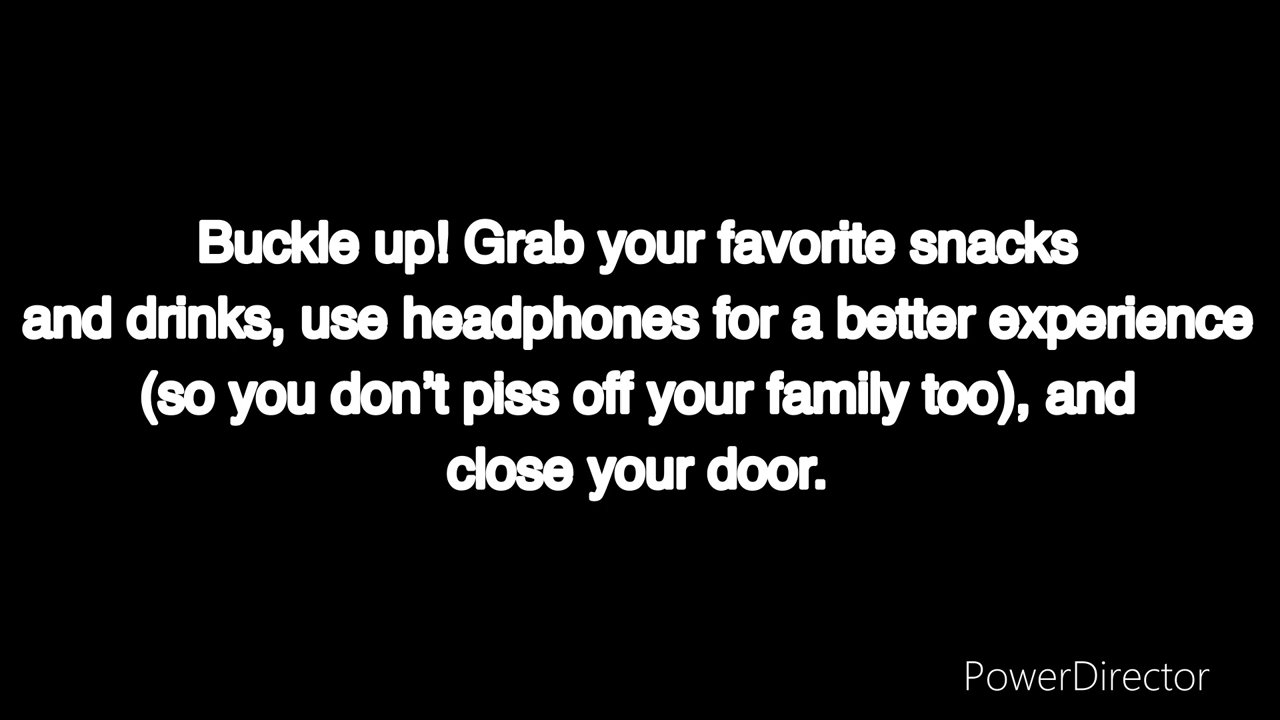 Buckle up! Grab your favorite snacks
and drinks, use headphones for a better experience
(so you don't piss off your family too), and
close your door.
PowerDirector